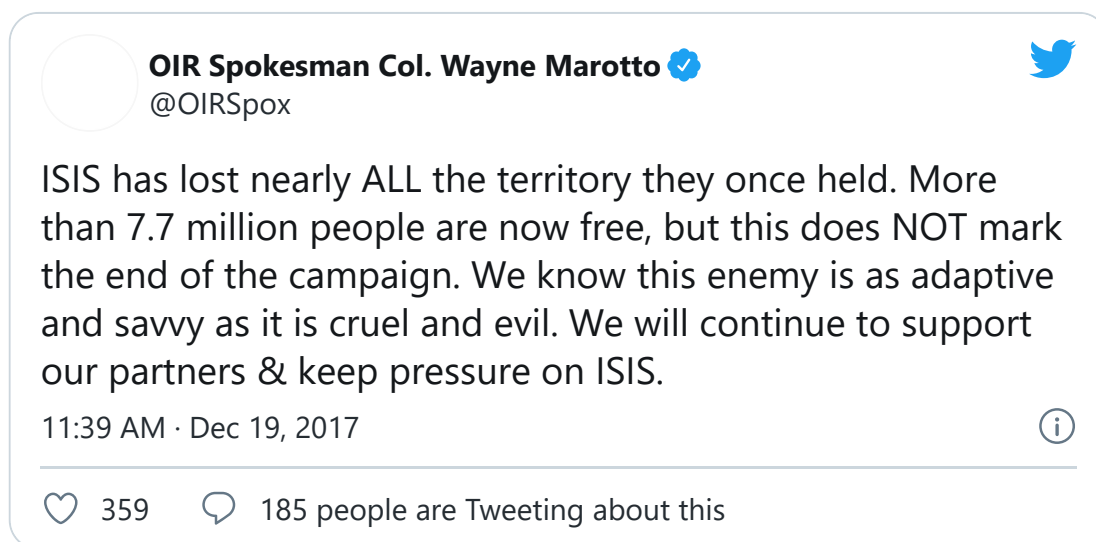 OIR Spokesman Col. Wayne Marotto
@OIRSpox
ISIS has lost nearly ALL the territory they once held. More
than 7.7 million people are now free, but this does NOT mark
the end of the campaign. We know this enemy is as adaptive
and savvy as it is cruel and evil. We will continue to support
our partners & keep pressure on ISIS.
11:39 AM · Dec 19, 2017
359 185 people are Tweeting about this